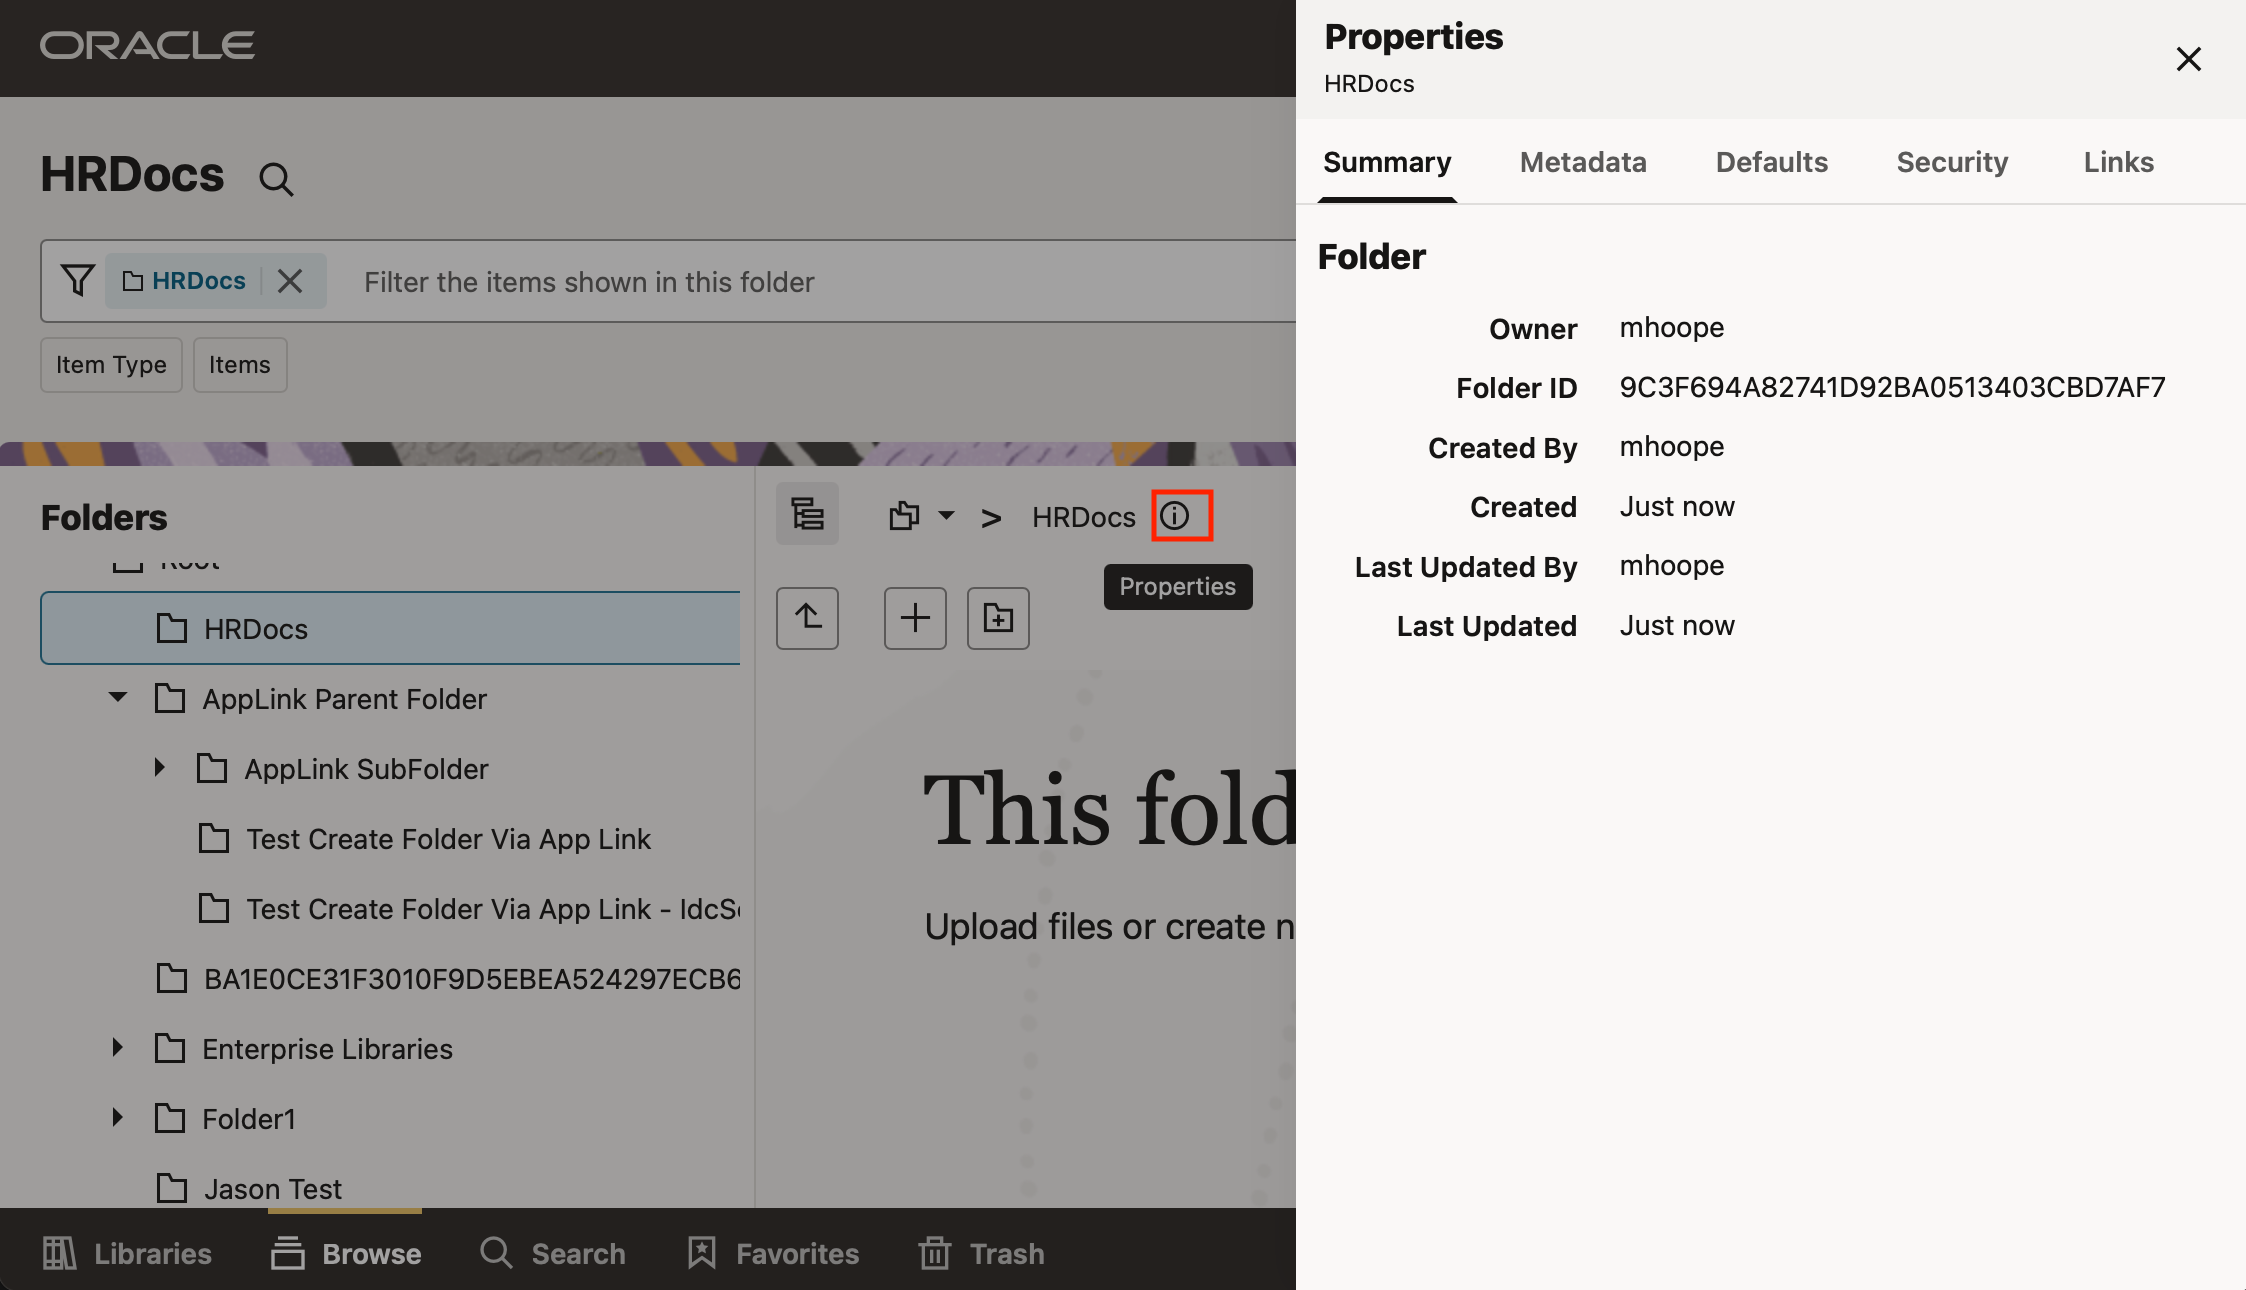 ORACLE
HRDocs
HRDocs
Filter the items shown in this folder
Item Type
Items
Folders
Root
HRDocs
AppLink Parent Folder
AppLink SubFolder
Test Create Folder Via App Link
Test Create Folder Via App Link - IdcS
BA1E0CE31F3010F9D5EBEA524297ECB6
Enterprise Libraries
Folder1
Jason Test
> HRDocs
Properties
This fold
Upload files or create n
Libraries
Browse
Search
Favorites
Trash
Properties
HRDocs
Summary
Metadata
Defaults
Security
Links
Folder
Owner mhoope
Folder ID 9C3F694A82741D92BA0513403CBD7AF7
Created By mhoope
Created Just now
Last Updated By mhoope
Last Updated Just now